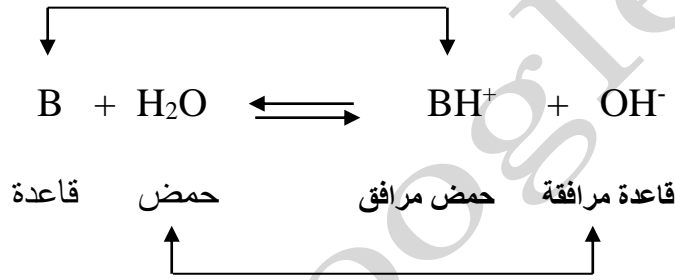 B + H₂O ⇌ BH⁺ + OH⁻
قاعدة حمض حمض مرافق قاعدة مرافقة